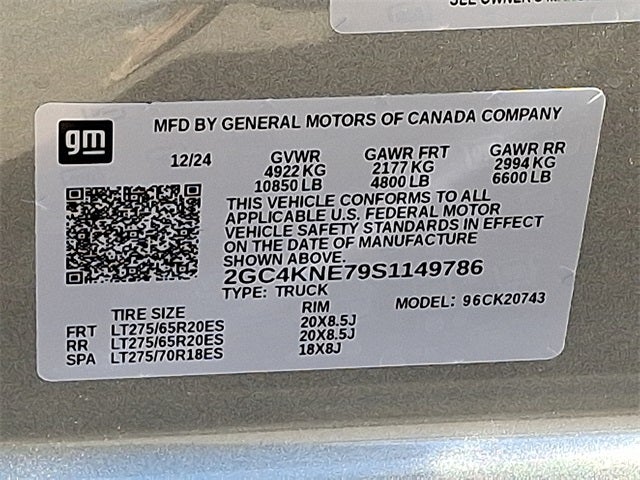 gm
MFD BY GENERAL MOTORS OF CANADA COMPANY
12/24 GVWR GAWR FRT GAWR RR
4922 KG 2177 KG 2994 KG
10850 LB 4800 LB 6600 LB
THIS VEHICLE CONFORMS TO ALL
APPLICABLE U.S. FEDERAL MOTOR
VEHICLE SAFETY STANDARDS IN EFFECT
ON THE DATE OF MANUFACTURE
SHOWN ABOVE.
2GC4KNE79S1149786
TYPE: TRUCK MODEL: 96CK20743
TIRE SIZE RIM
FRT LT275/65R20ES 20X8.5J
RR LT275/65R20ES 20X8.5J
SPA LT275/70R18ES 18X8J